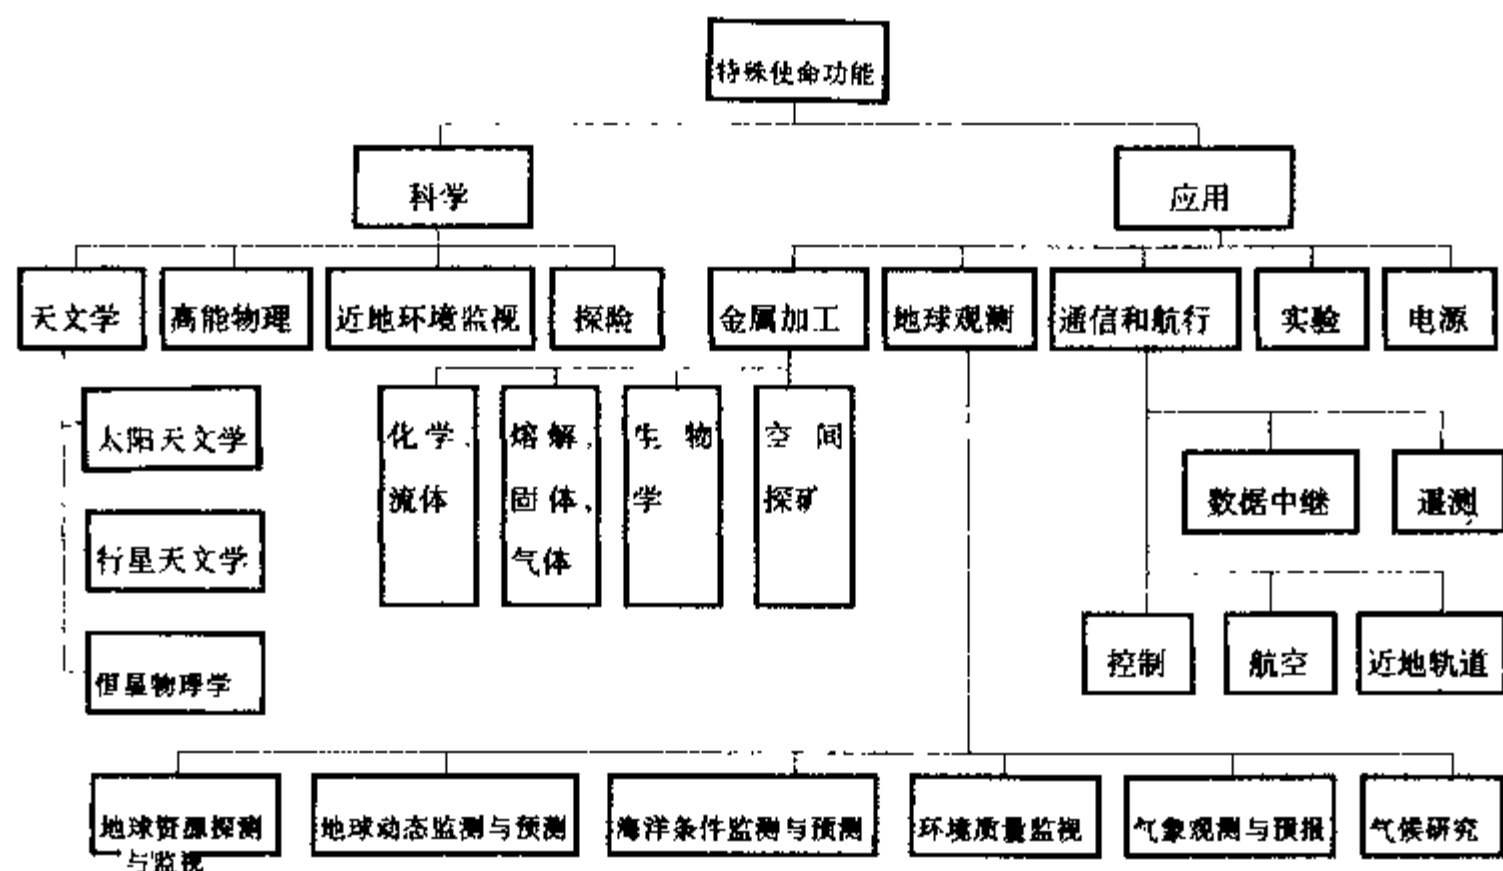 特殊使命功能
科学
应用
天文学
高能物理
近地环境监视
探险
金属加工
地球观测
通信和航行
实验
电源
太阳天文学
行星天文学
恒星物理学
化学、
流体
熔解，
固体、
气体
生物
学
空间
探矿
数据中继
遥测
控制
航空
近地轨道
地球资源探测
与监视
地球动态监测与预测
海洋条件监测与预测
环境质量监视
气象观测与预报
气候研究